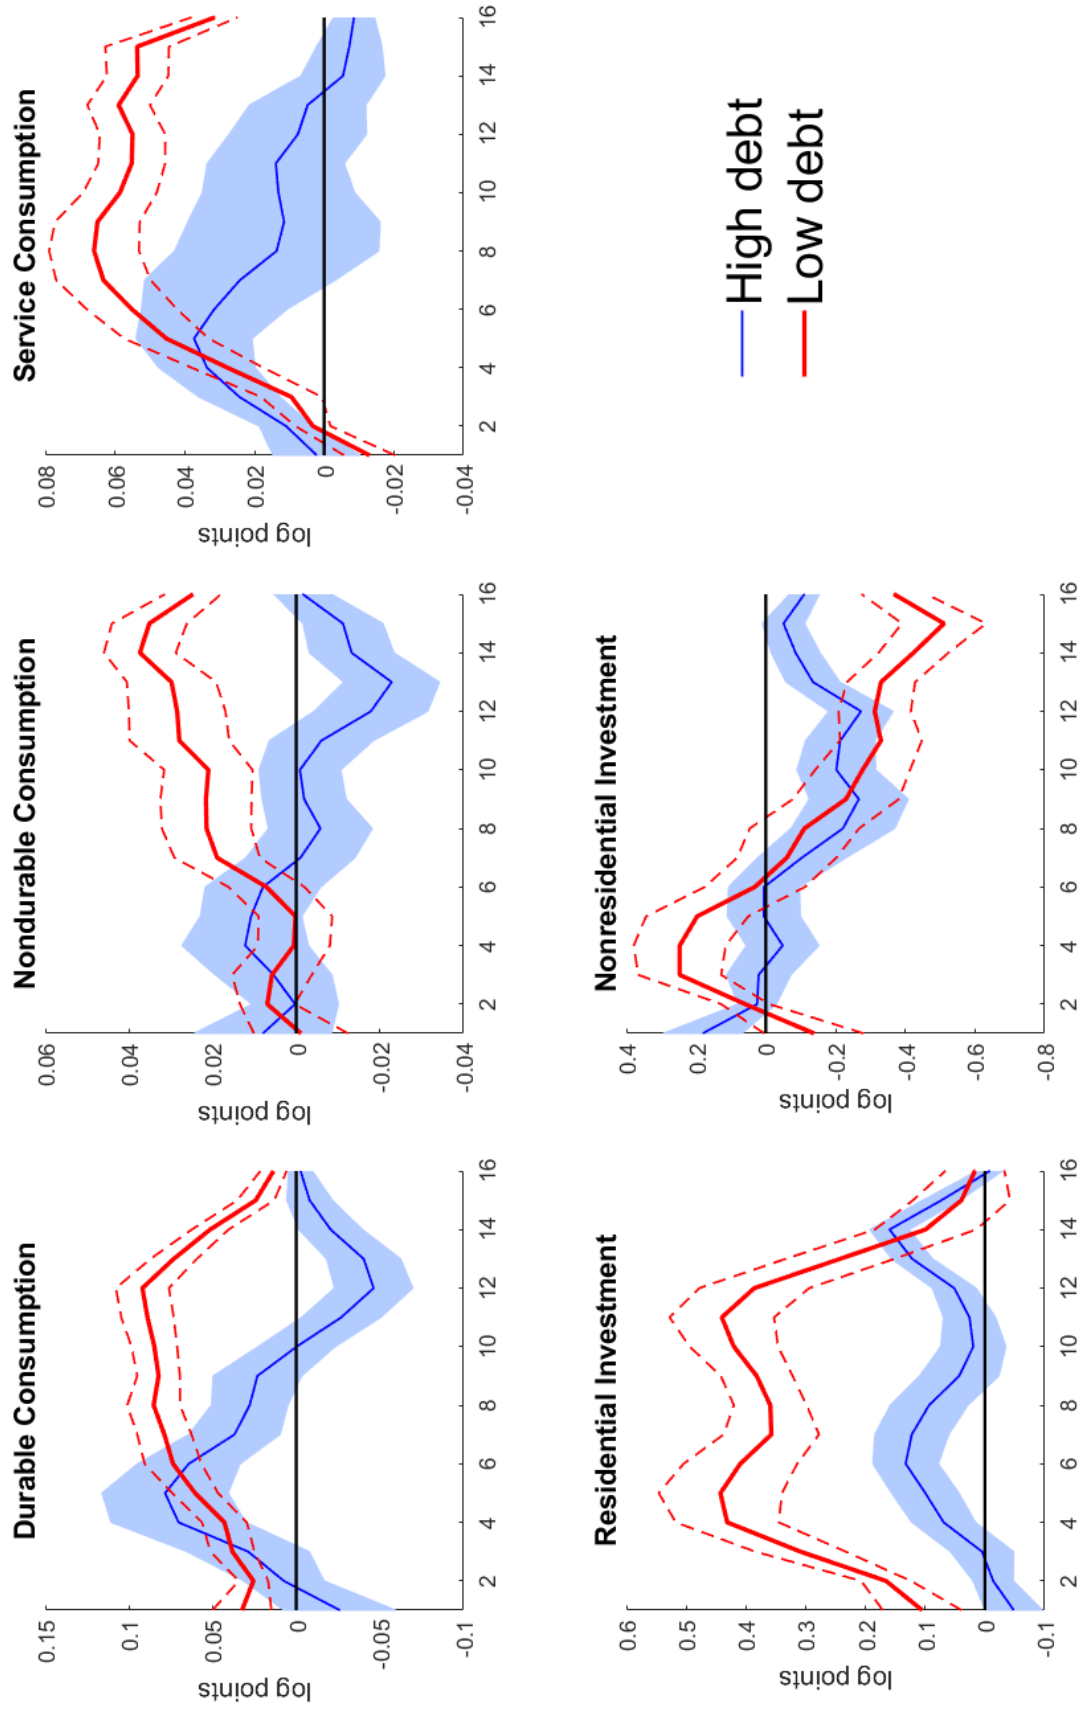 Durable Consumption
0.15
0.1
0.05
0
-0.05
-0.1
log points
2 4 6 8 10 12 14 16
Nondurable Consumption
0.06
0.04
0.02
0
-0.02
-0.04
log points
2 4 6 8 10 12 14 16
Service Consumption
0.08
0.06
0.04
0.02
0
-0.02
-0.04
log points
2 4 6 8 10 12 14 16
Residential Investment
0.6
0.5
0.4
0.3
0.2
0.1
0
-0.1
log points
2 4 6 8 10 12 14 16
Nonresidential Investment
0.4
0.2
0
-0.2
-0.4
-0.6
-0.8
log points
2 4 6 8 10 12 14 16
High debt
Low debt